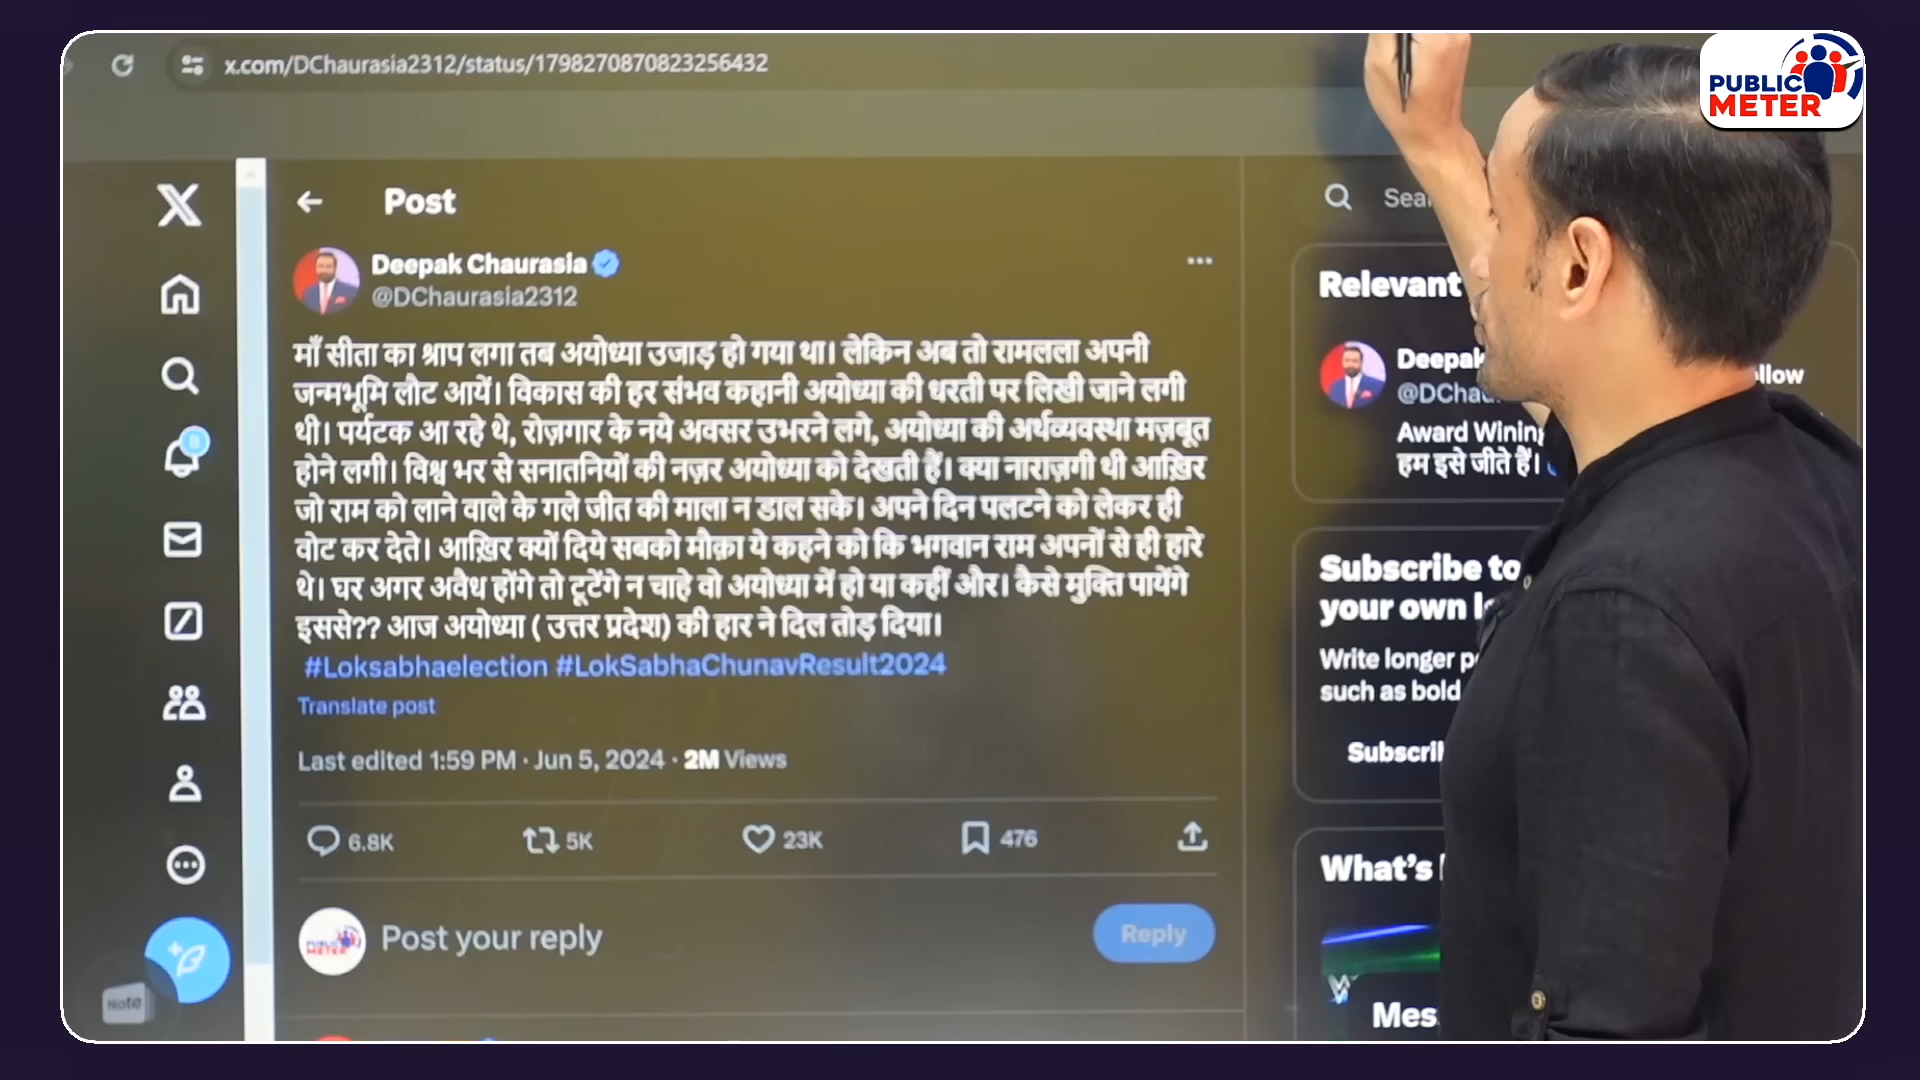 x.com/DChaurasia2312/status/1798270870823256432
PUBLIC
METER
Post
Deepak Chaurasia
@DChaurasia2312
माँ सीता का श्राप लगा तब अयोध्या उजाड़ हो गया था। लेकिन अब तो रामलला अपनी
जन्मभूमि लौट आयें। विकास की हर संभव कहानी अयोध्या की धरती पर लिखी जाने लगी
थी। पर्यटक आ रहे थे, रोज़गार के नये अवसर उभरने लगे, अयोध्या की अर्थव्यवस्था मज़बूत
होने लगी। विश्व भर से सनातनियों की नज़र अयोध्या को देखती हैं। क्या नाराज़गी थी आख़िर
जो राम को लाने वाले के गले जीत की माला न डाल सके। अपने दिन पलटने को लेकर ही
वोट कर देते। आख़िर क्यों दिये सबको मौक़ा ये कहने को कि भगवान राम अपनों से ही हारे
थे। घर अगर अवैध होंगे तो टूटेंगे न चाहे वो अयोध्या में हो या कहीं और। कैसे मुक्ति पायेंगे
इससे?? आज अयोध्या ( उत्तर प्रदेश) की हार ने दिल तोड़ दिया।
#Loksabhaelection #LokSabhaChunavResult2024
Translate post
Last edited 1:59 PM · Jun 5, 2024 · 2M Views
6.8K 5K 23K 476
Post your reply
Reply
8
Note
Relevant
Deepak
@DChau
llow
Award Wining
हम इसे जीते हैं।
Subscribe to
your own
Write longer
such as bold
What's
Mes